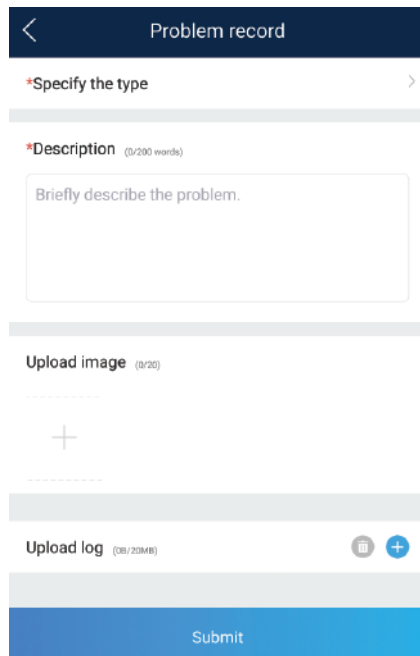 Problem record
*Specify the type
*Description (0/200 words)
Briefly describe the problem.
Upload image (0/20)
Upload log (0B/20MB)
Submit